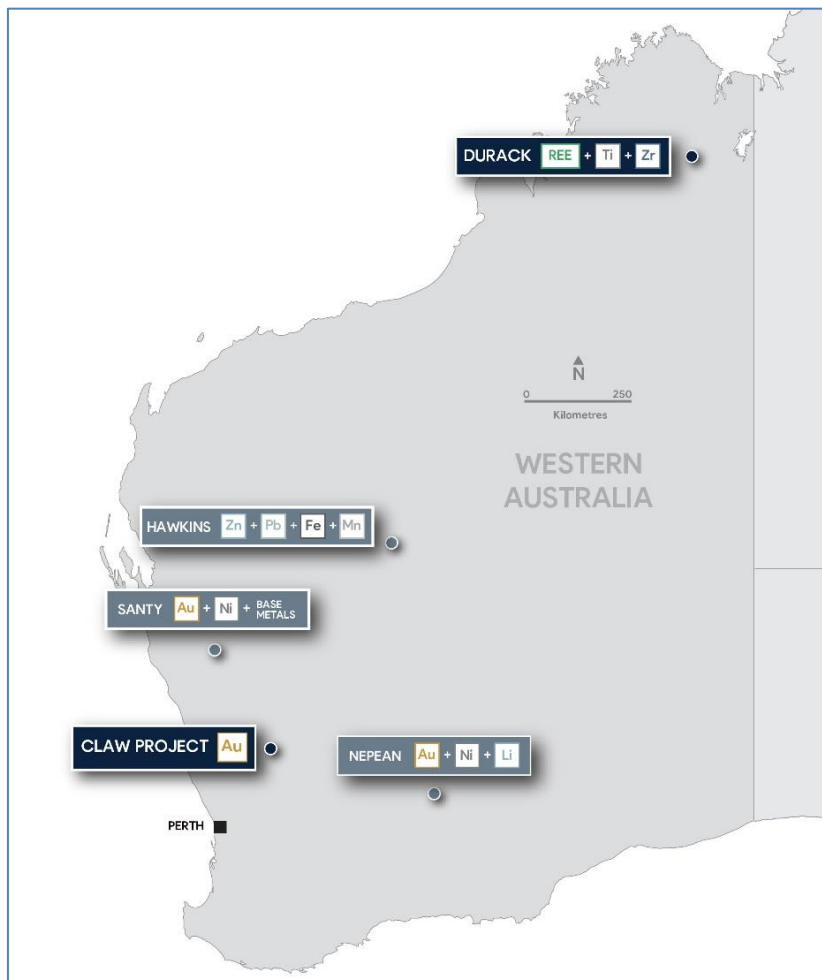 DURACK REE + Ti + Zr
N
0 250
Kilometres
WESTERN
AUSTRALIA
HAWKINS Zn + Pb + Fe + Mn
SANTY Au + Ni + BASE
METALS
CLAW PROJECT Au
NEPEAN Au + Ni + Li
PERTH